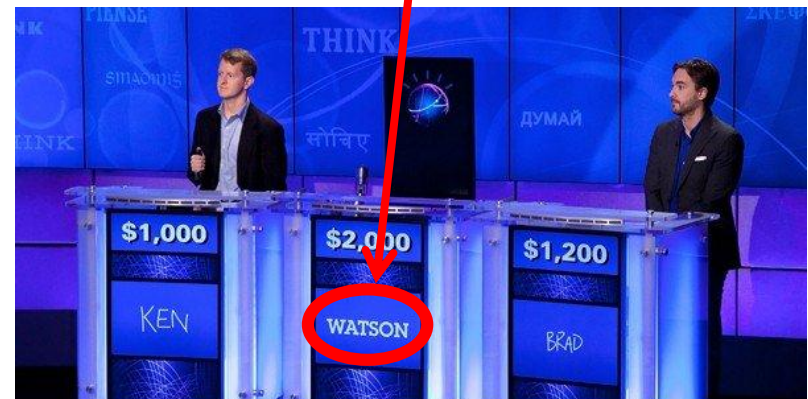 PIENSE
THINK
ДУМАЙ
सोचिए
THINK
$1,000
$2,000
$1,200
KEN
WATSON
BRAD